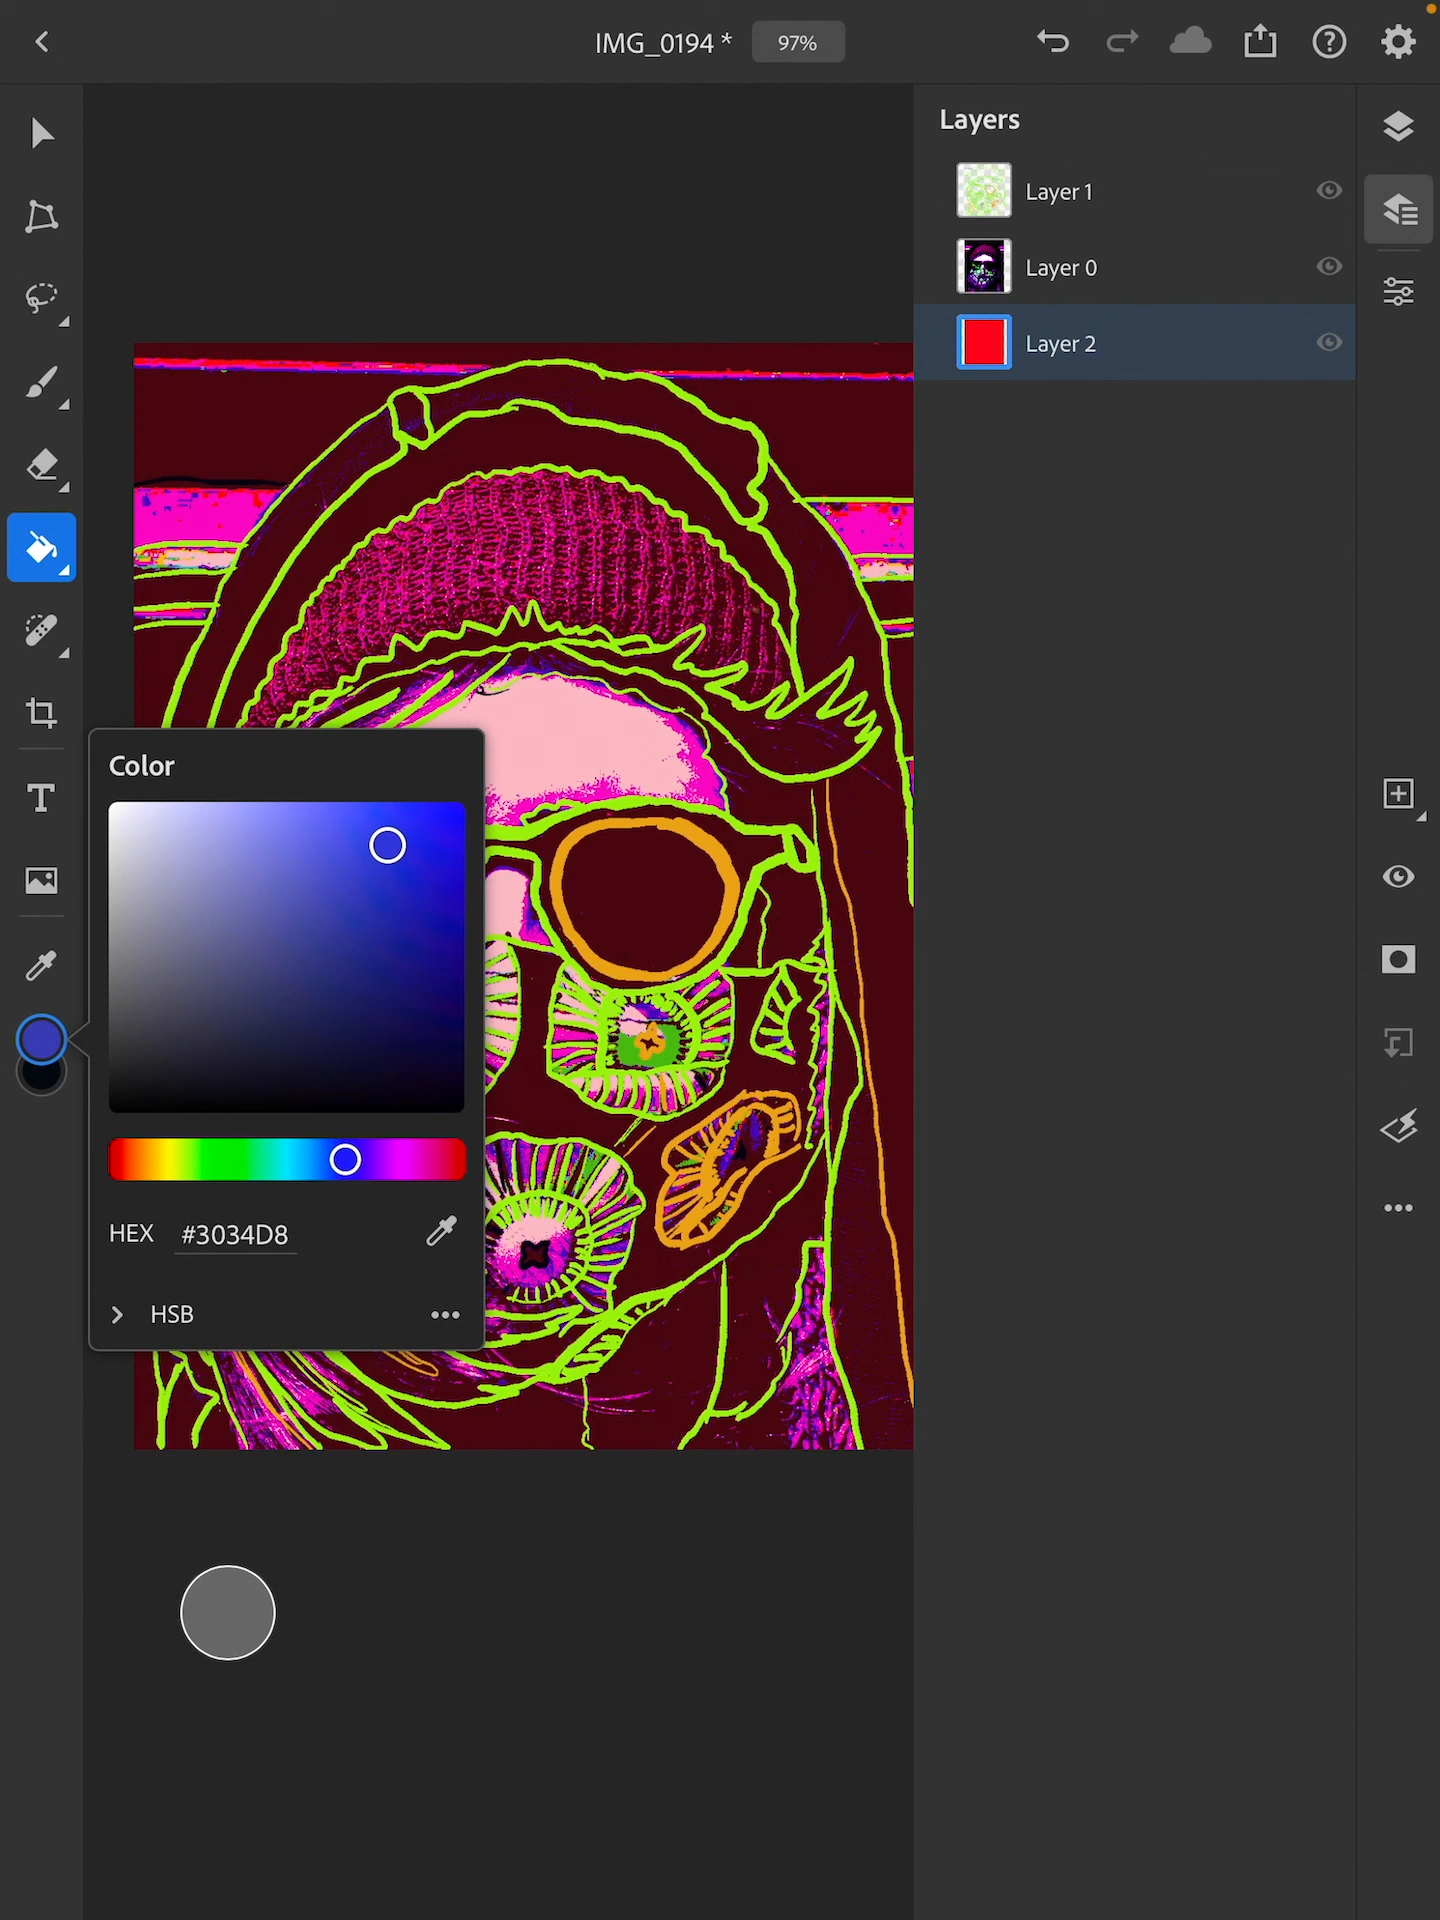 IMG_0194 *
97%
Layers
Layer 1
Layer 0
Layer 2
Color
HEX #3034D8
HSB